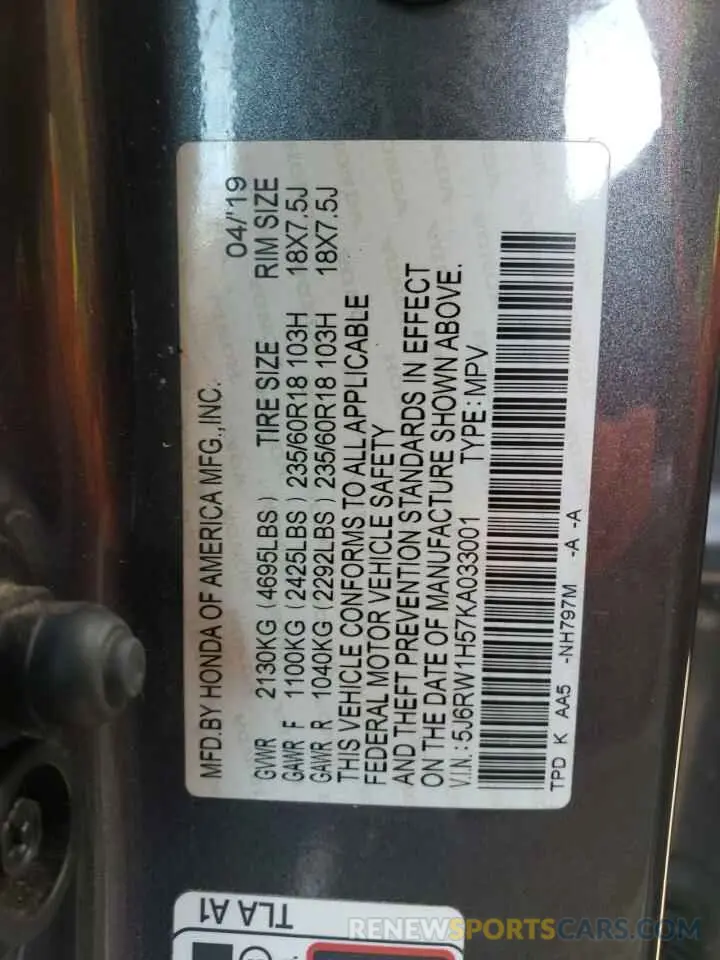 MFD.BY HONDA OF AMERICA MFG.,INC. 04/'19
GVWR 2130KG (4695LBS) TIRE SIZE RIM SIZE
GAWR F 1100KG (2425LBS) 235/60R18 103H 18X7.5J
GAWR R 1040KG (2292LBS) 235/60R18 103H 18X7.5J
THIS VEHICLE CONFORMS TO ALL APPLICABLE
FEDERAL MOTOR VEHICLE SAFETY
AND THEFT PREVENTION STANDARDS IN EFFECT
ON THE DATE OF MANUFACTURE SHOWN ABOVE.
V.I.N.: 5J6RW1H57KA033001 TYPE: MPV
TPD K AA5 -NH797M -A -A
TLA A1
RENEWSPORTSCARS.COM